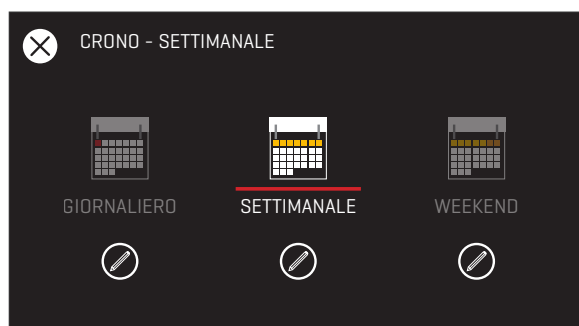 CRONO - SETTIMANALE
GIORNALIERO
SETTIMANALE
WEEKEND